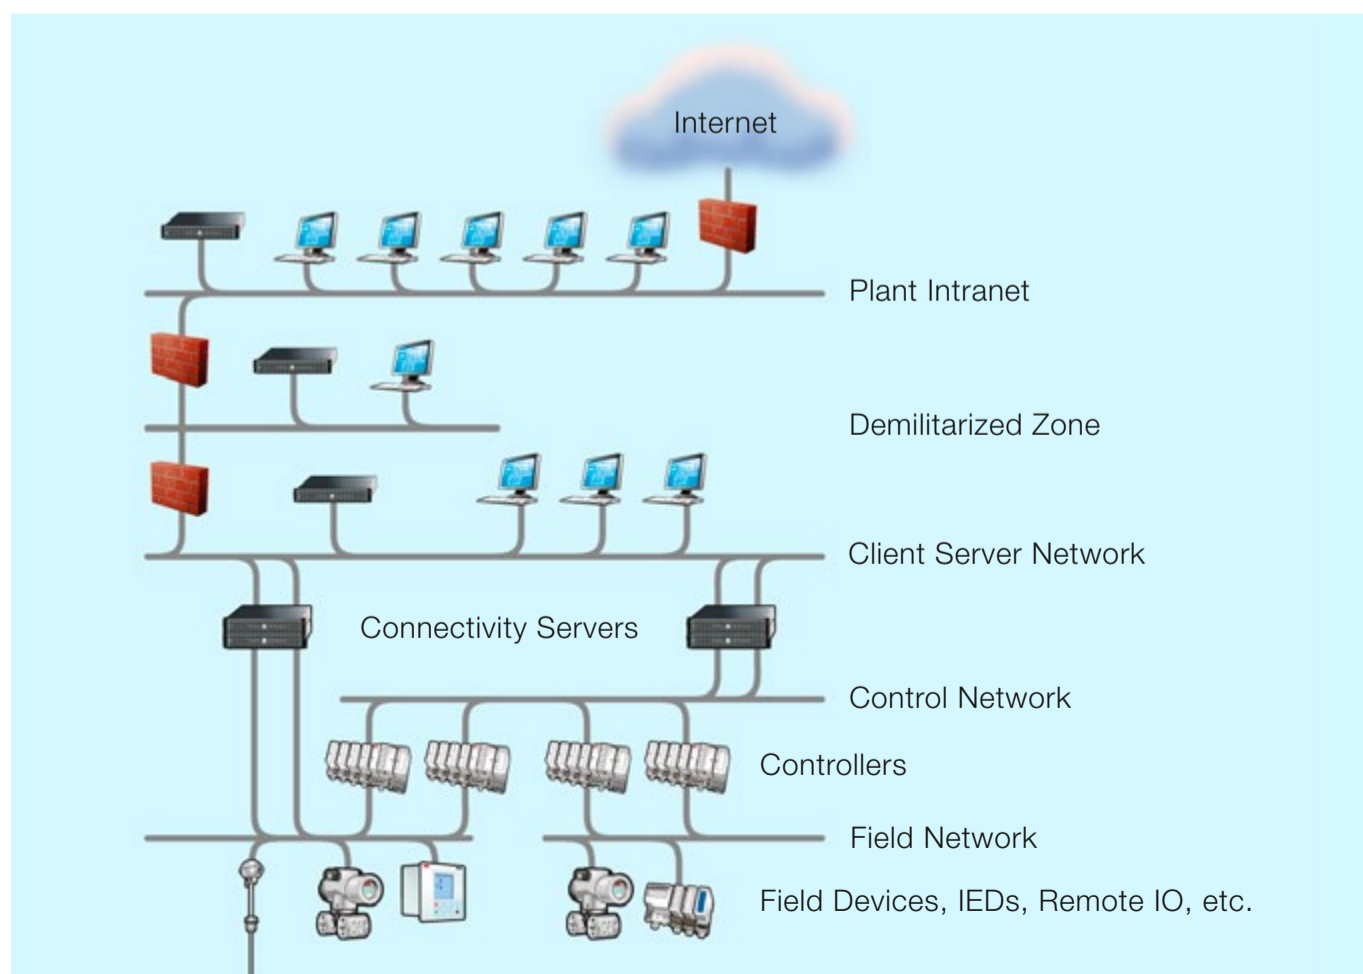 Internet
Plant Intranet
Demilitarized Zone
Client Server Network
Connectivity Servers
Control Network
Controllers
Field Network
Field Devices, IEDs, Remote IO, etc.